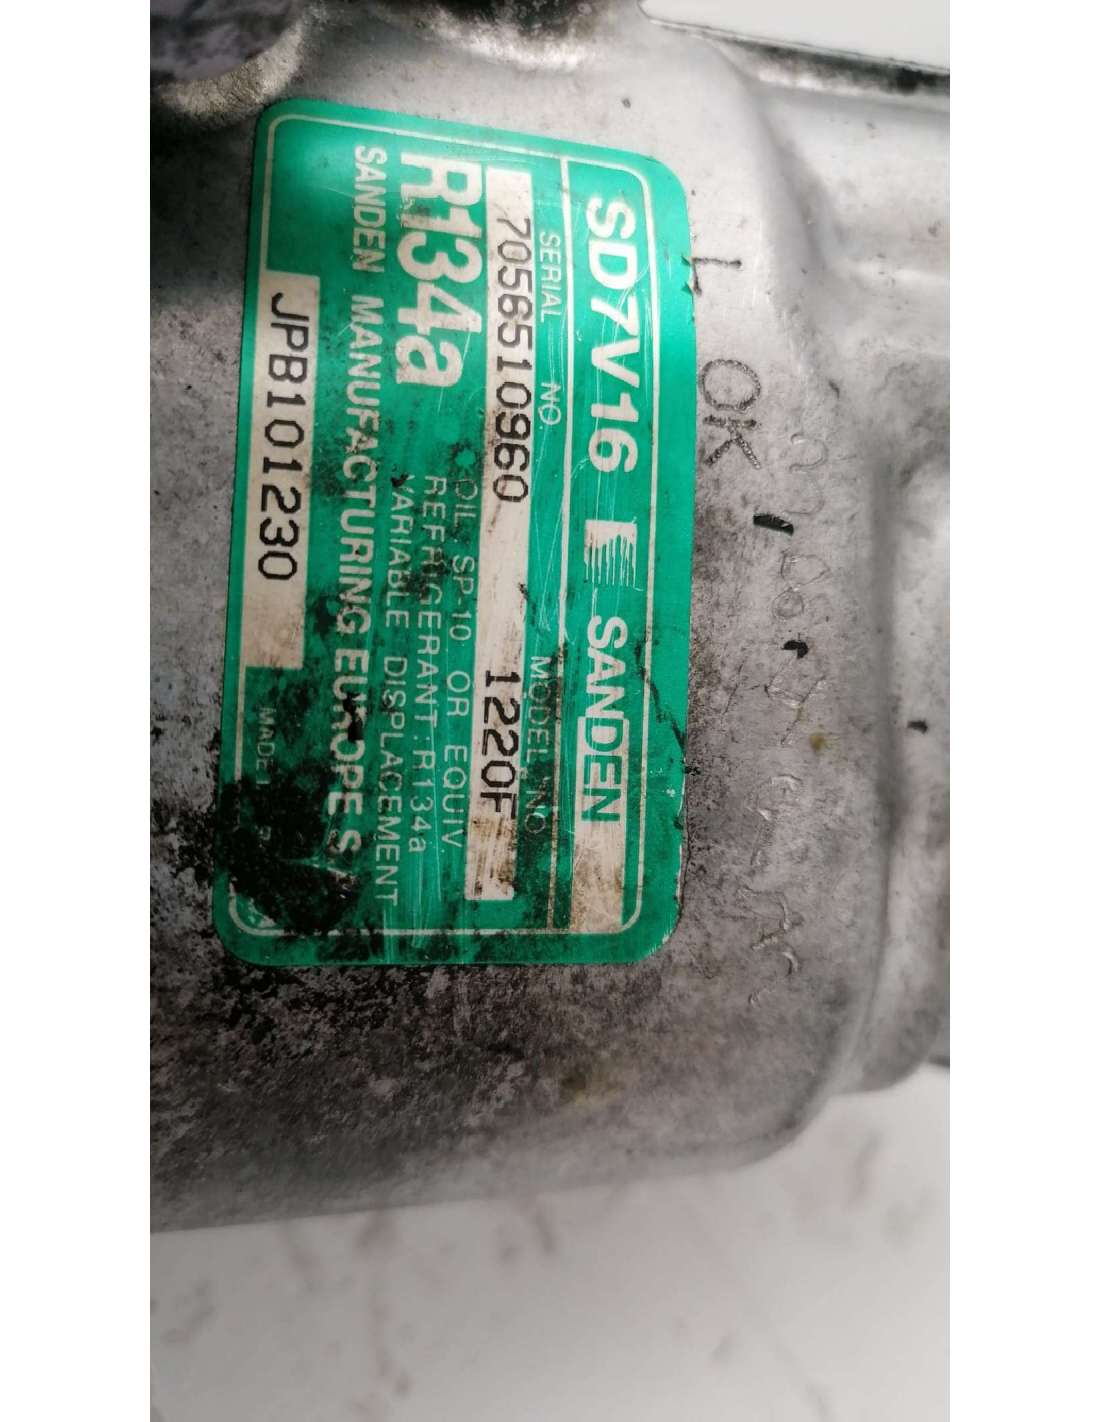 SD7V16 SANDEN
SERIAL NO. MODEL NO
7058510960 1220F
R134a
OIL, SP-10 OR EQUIV
REFRIGERANT: R134a
VARIABLE DISPLACEMENT
SANDEN MANUFACTURING EUROPE S
JPB101230
OK